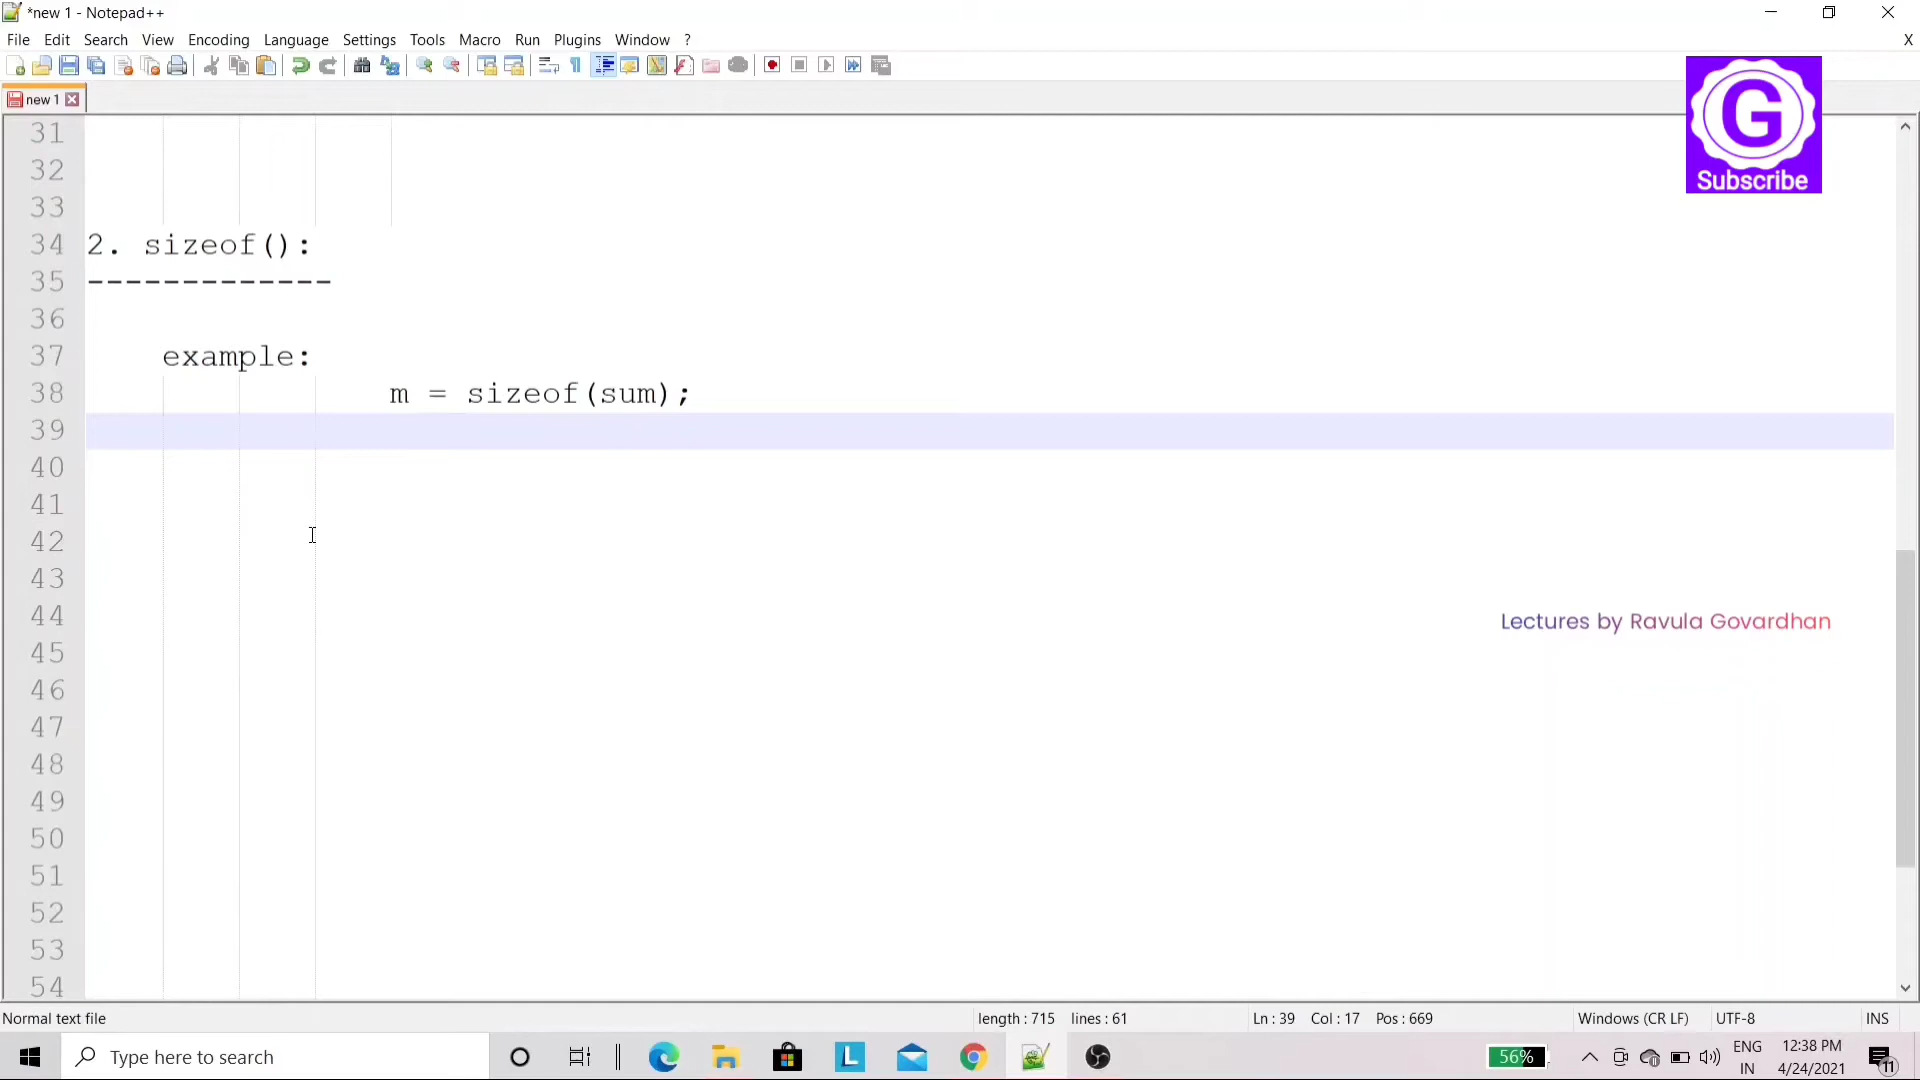 *new 1 - Notepad++
File Edit Search View Encoding Language Settings Tools Macro Run Plugins Window ? X
new 1
G
Subscribe
31
32
33
34 2. sizeof():
35 -------------
36
37 example:
38 m = sizeof(sum);
39
40
41
42
43
44
Lectures by Ravula Govardhan
45
46
47
48
49
50
51
52
53
54
Normal text file length : 715 lines : 61 Ln : 39 Col : 17 Pos : 669 Windows (CR LF) UTF-8 INS
Type here to search L 56% ENG 12:38 PM
IN 4/24/2021 11